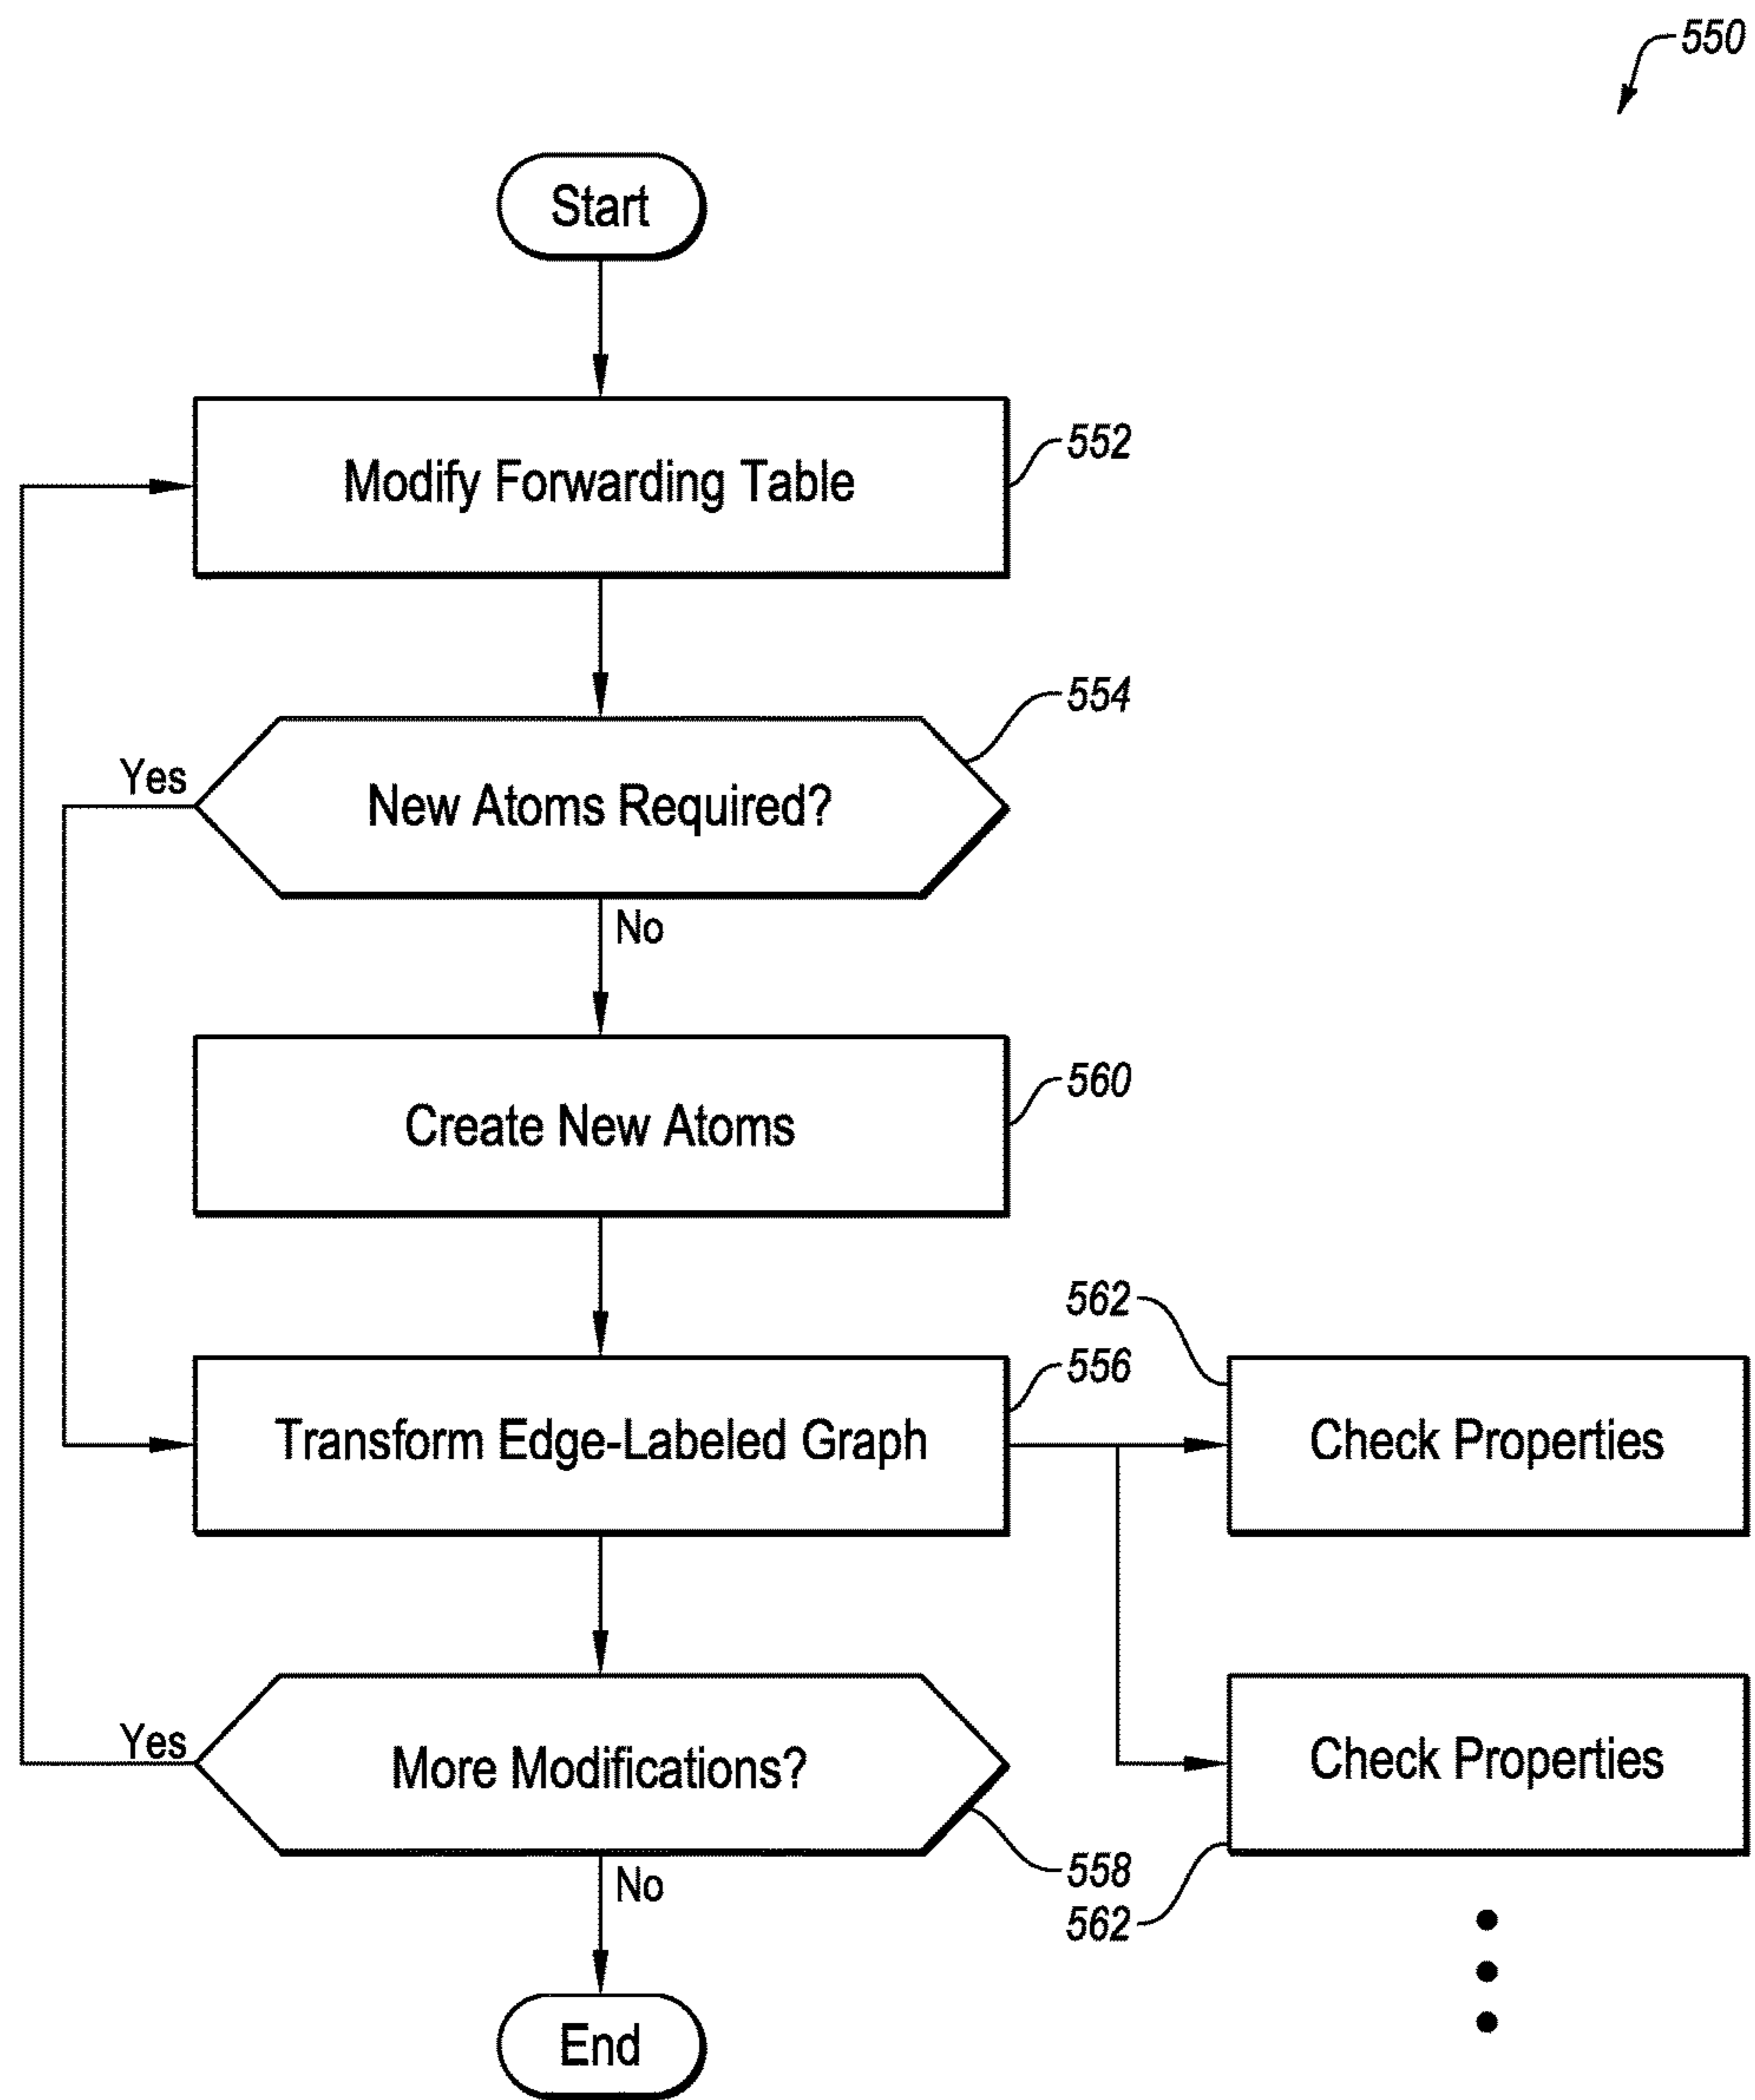 550
Start
Modify Forwarding Table
552
554
Yes
New Atoms Required?
No
560
Create New Atoms
562
556
Transform Edge-Labeled Graph
Check Properties
Yes
More Modifications?
Check Properties
558
No
562
End